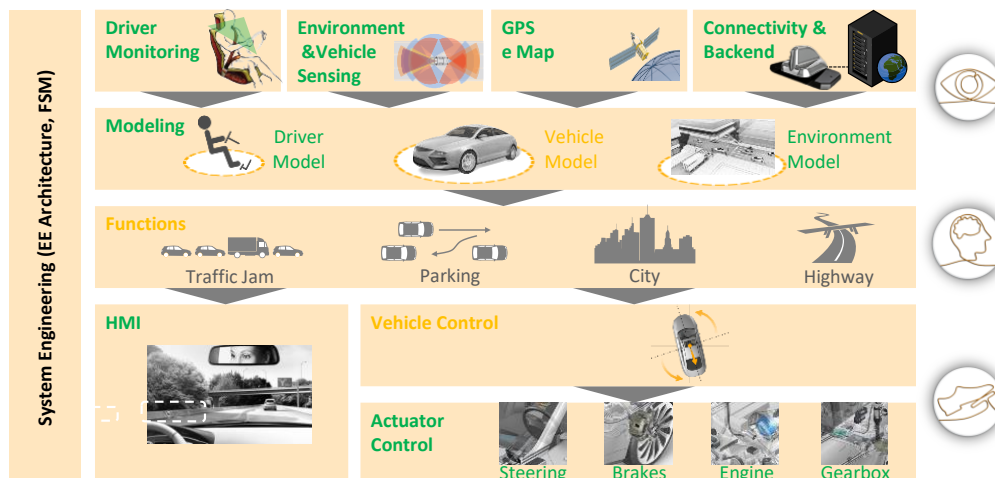 System Engineering (EE Architecture, FSM)
Driver
Monitoring
Environment
&Vehicle
Sensing
GPS
e Map
Connectivity &
Backend
Modeling
Driver
Model
Vehicle
Model
Environment
Model
Functions
Traffic Jam
Parking
City
Highway
HMI
Vehicle Control
Actuator
Control
Steering
Brakes
Engine
Gearbox